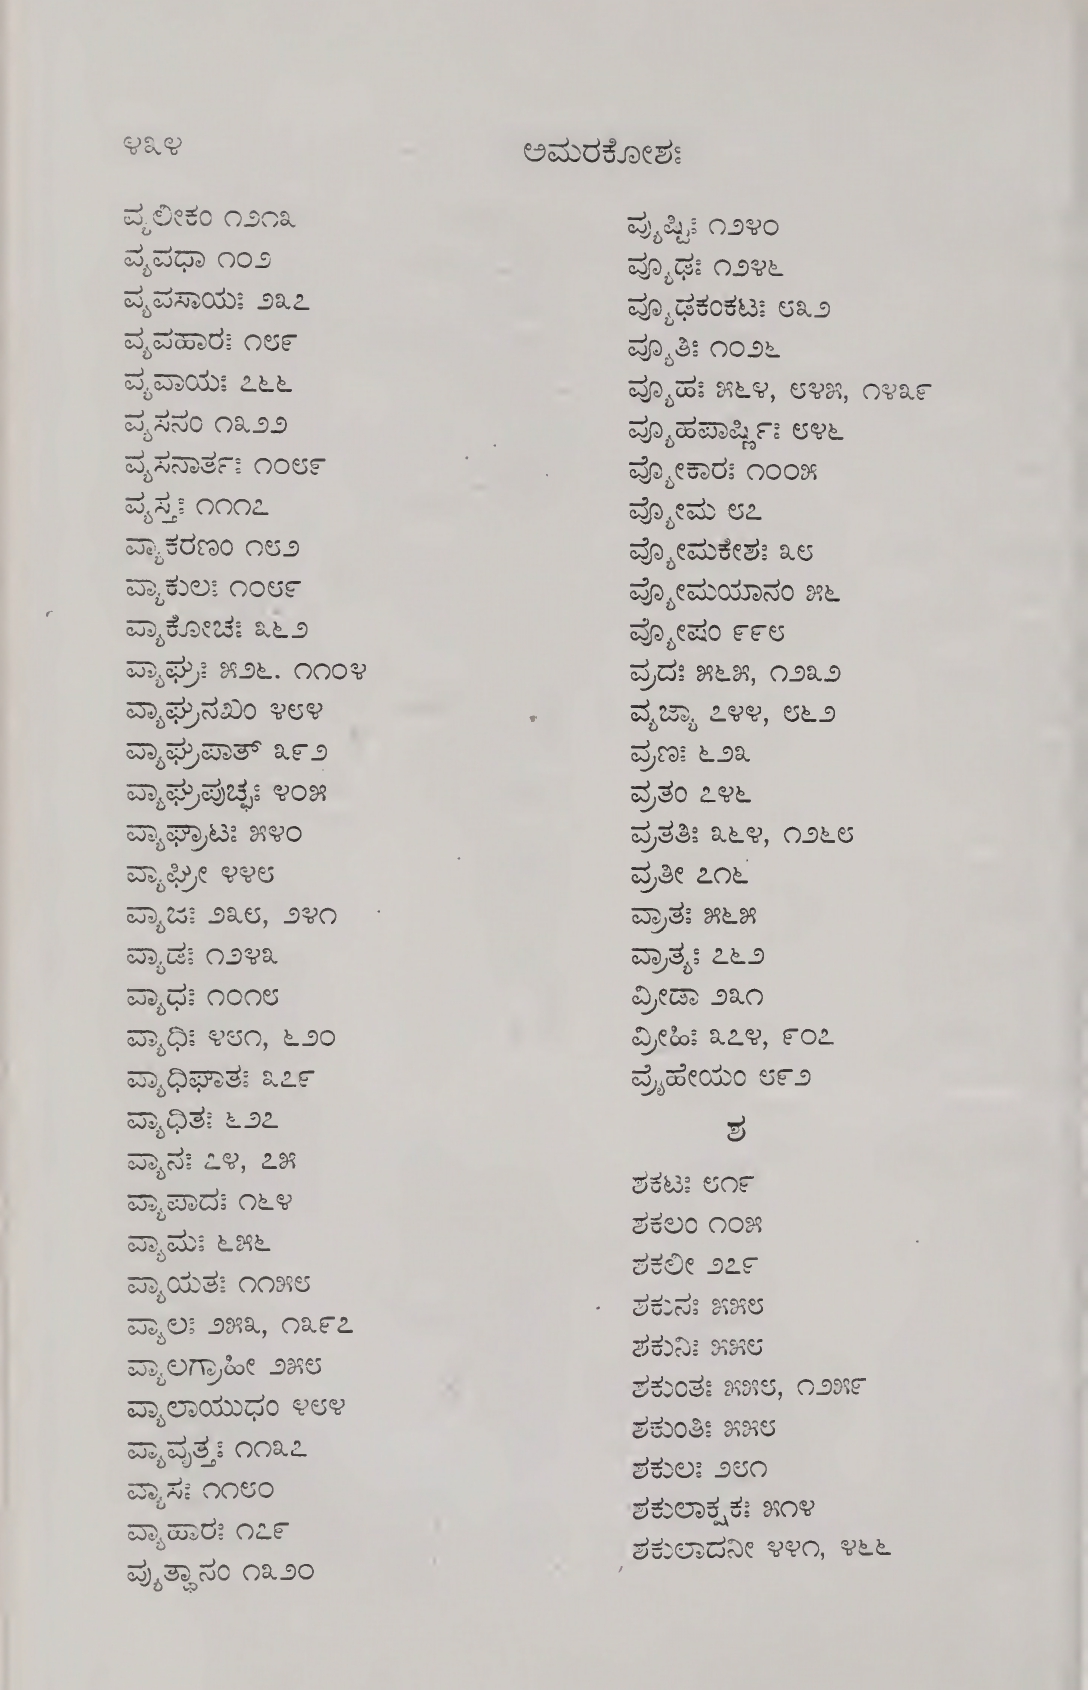 ೪೩೪
ಅಮರಕೋಶಃ
ವ್ಯಲೀಕಂ ೧೨೧೩
ವ್ಯವಧಾ ೧೦೨
ವ್ಯವಸಾಯಃ ೨೩೭
ವ್ಯವಹಾರಃ ೧೮೯
ವ್ಯವಾಯಃ ೭೬೬
ವ್ಯಸನಂ ೧೩೨೨
ವ್ಯಸನಾರ್ತಃ ೧೦೮೯
ವ್ಯಸ್ತಃ ೧೧೧೭
ವ್ಯಾಕರಣಂ ೧೮೨
ವ್ಯಾಕುಲಃ ೧೦೮೯
ವ್ಯಾಕೋಚಃ ೩೬೨
ವ್ಯಾಘ್ರಃ ೫೨೬. ೧೧೦೪
ವ್ಯಾಘ್ರನಖಂ ೪೮೪
ವ್ಯಾಘ್ರಪಾತ್ ೩೯೨
ವ್ಯಾಘ್ರಪುಚ್ಛಃ ೪೦೫
ವ್ಯಾಘ್ರಾಟಃ ೫೪೦
ವ್ಯಾಘ್ರೀ ೪೪೮
ವ್ಯಾಜಃ ೨೩೮, ೨೪೧
ವ್ಯಾಡಃ ೧೨೪೩
ವ್ಯಾಧಃ ೧೦೧೮
ವ್ಯಾಧಿಃ ೪೮೧, ೬೨೦
ವ್ಯಾಧಿಘಾತಃ ೩೭೯
ವ್ಯಾಧಿತಃ ೬೨೭
ವ್ಯಾನಃ ೭೪, ೭೫
ವ್ಯಾಪಾದಃ ೧೬೪
ವ್ಯಾಮಃ ೬೫೬
ವ್ಯಾಯತಃ ೧೧೫೮
ವ್ಯಾಲಃ ೨೫೩, ೧೩೯೭
ವ್ಯಾಲಗ್ರಾಹೀ ೨೫೮
ವ್ಯಾಲಾಯುಧಂ ೪೮೪
ವ್ಯಾವೃತ್ತಃ ೧೧೩೭
ವ್ಯಾಸಃ ೧೧೮೦
ವ್ಯಾಹಾರಃ ೧೭೯
ವ್ಯುತ್ಥಾನಂ ೧೩೨೦
ವ್ಯುಷ್ಟಿಃ ೧೨೪೦
ವ್ಯೂಢಃ ೧೨೪೬
ವ್ಯೂಢಕಂಕಟಃ ೮೩೨
ವ್ಯೂತಿಃ ೧೦೨೬
ವ್ಯೂಹಃ ೫೬೪, ೮೪೫, ೧೪೩೯
ವ್ಯೂಹಪಾರ್ಷ್ಣಿಃ ೮೪೬
ವ್ಯೋಕಾರಃ ೧೦೦೫
ವ್ಯೋಮ ೮೭
ವ್ಯೋಮಕೇಶಃ ೩೮
ವ್ಯೋಮಯಾನಂ ೫೬
ವ್ಯೋಷಂ ೯೯೮
ವ್ರದಃ ೫೬೫, ೧೨೩೨
ವ್ರಜ್ಯಾ ೭೪೪, ೮೬೨
ವ್ರಣಃ ೬೨೩
ವ್ರತಂ ೭೪೬
ವ್ರತತಿಃ ೩೬೪, ೧೨೬೮
ವ್ರತೀ ೭೧೬
ವ್ರಾತಃ ೫೬೫
ವ್ರಾತ್ಯಃ ೭೬೨
ವ್ರೀಡಾ ೨೩೧
ವ್ರೀಹಿಃ ೩೭೪, ೯೦೭
ವ್ರೈಹೇಯಂ ೮೯೨
ಶ
ಶಕಟಃ ೮೧೯
ಶಕಲಂ ೧೦೫
ಶಕಲೀ ೨೭೯
ಶಕುನಃ ೫೫೮
ಶಕುನಿಃ ೫೫೮
ಶಕುಂತಃ ೫೫೮, ೧೨೫೯
ಶಕುಂತಿಃ ೫೫೮
ಶಕುಲಃ ೨೮೧
ಶಕುಲಾಕ್ಷಕಃ ೫೧೪
ಶಕುಲಾದನೀ ೪೪೧, ೪೬೬